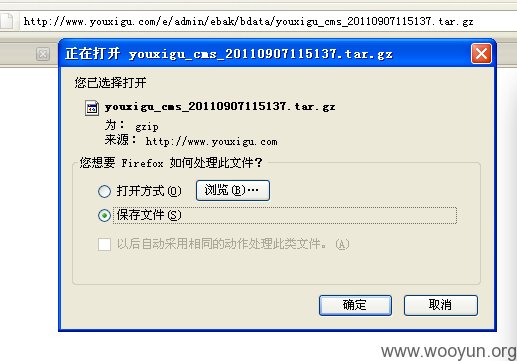 http://www.youxigu.com/e/admin/ebak/bdata/youxigu_cms_20110907115137.tar.gz
正在打开 youxigu_cms_20110907115137.tar.gz
您已选择打开
youxigu_cms_20110907115137.tar.gz
为： gzip
来源： http://www.youxigu.com
您想要 Firefox 如何处理此文件？
打开方式(O) 浏览(B)…
保存文件(S)
以后自动采用相同的动作处理此类文件。(A)
确定 取消
www.wooyun.org